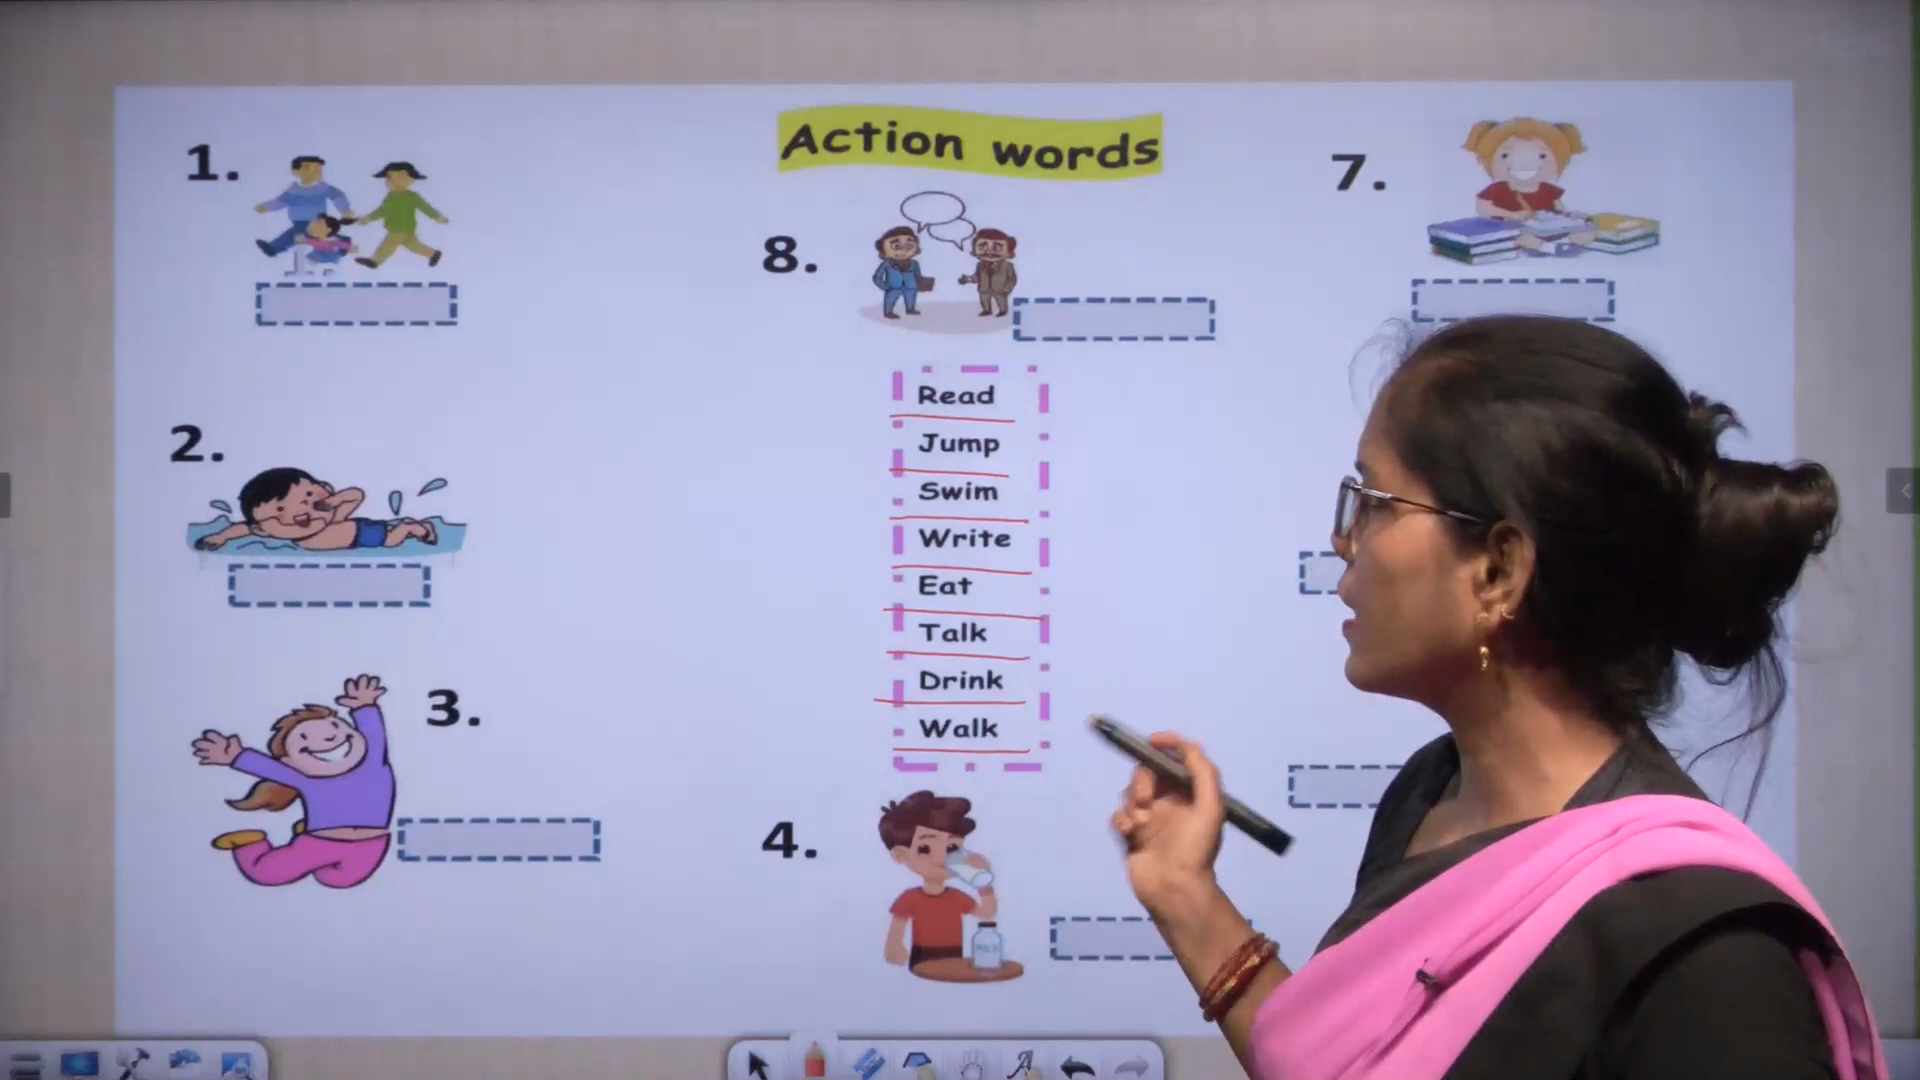 Action words
1.
8.
7.
2.
3.
Read
Jump
Swim
Write
Eat
Talk
Drink
Walk
4.